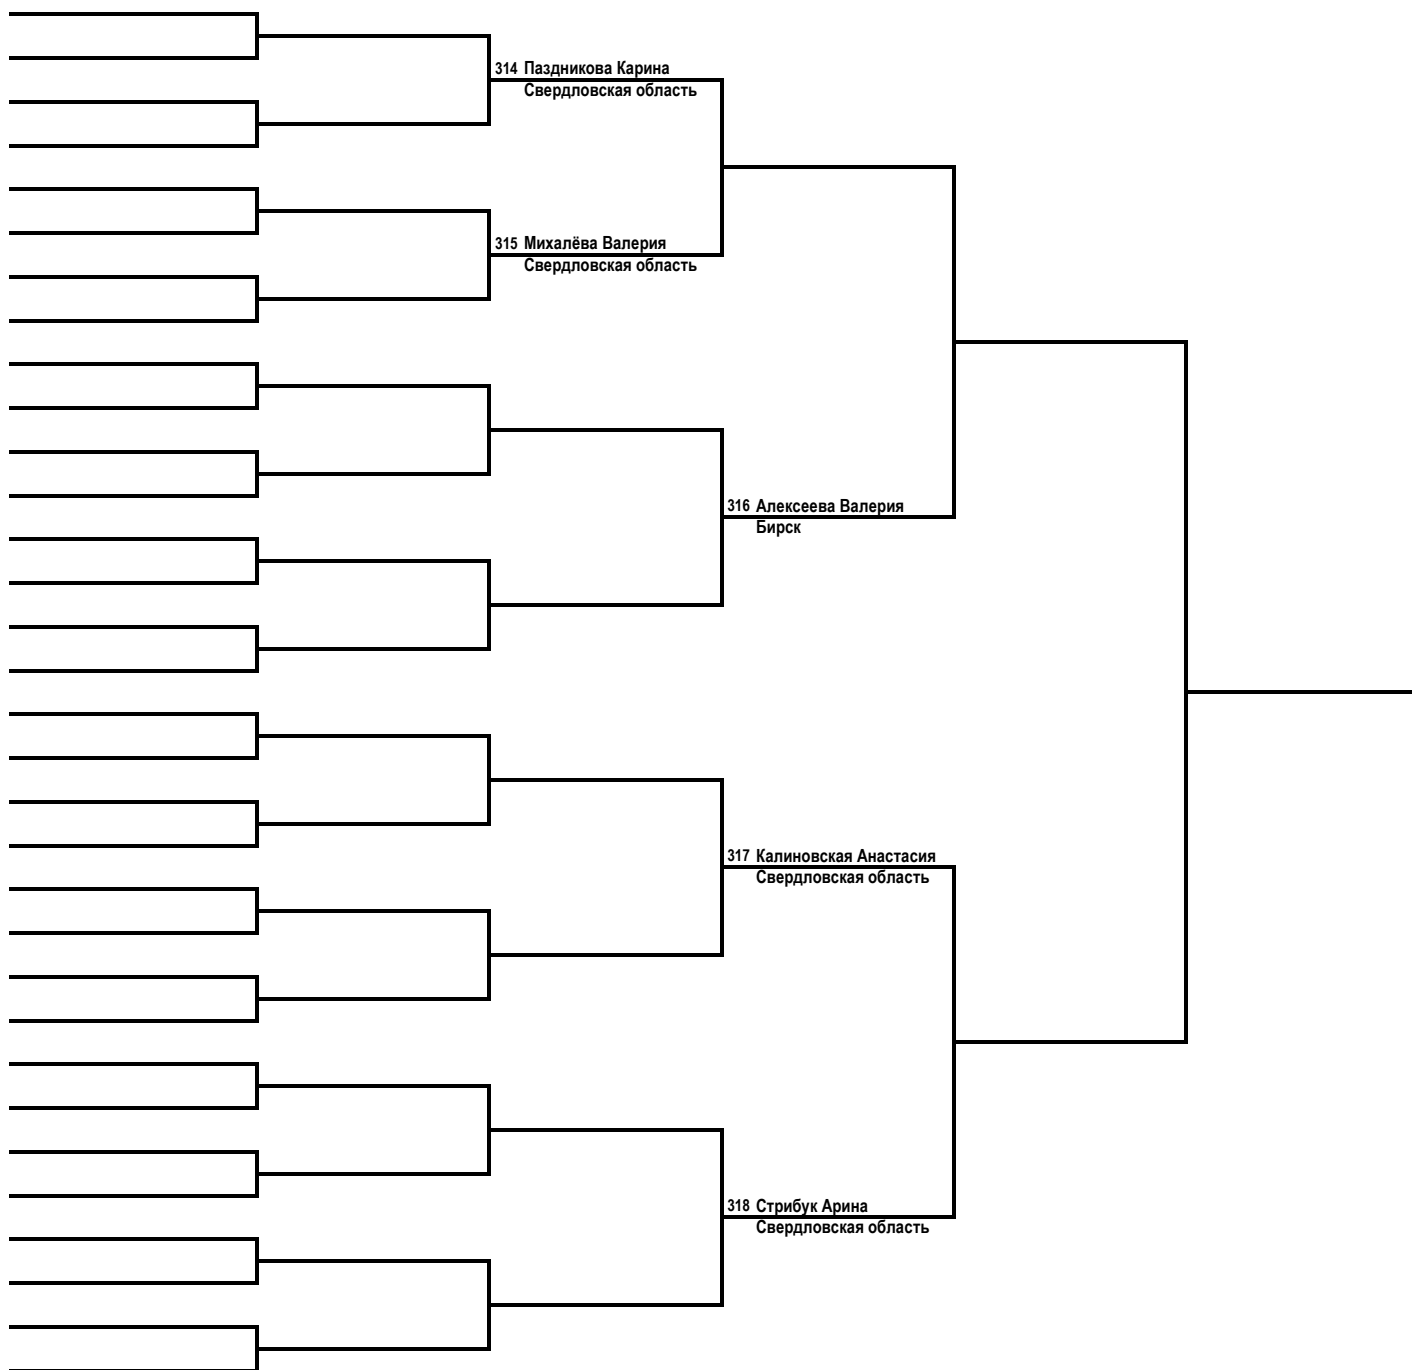 314 Паздникова Карина
Свердловская область
315 Михалёва Валерия
Свердловская область
316 Алексеева Валерия
Бирск
317 Калиновская Анастасия
Свердловская область
318 Стрибук Арина
Свердловская область